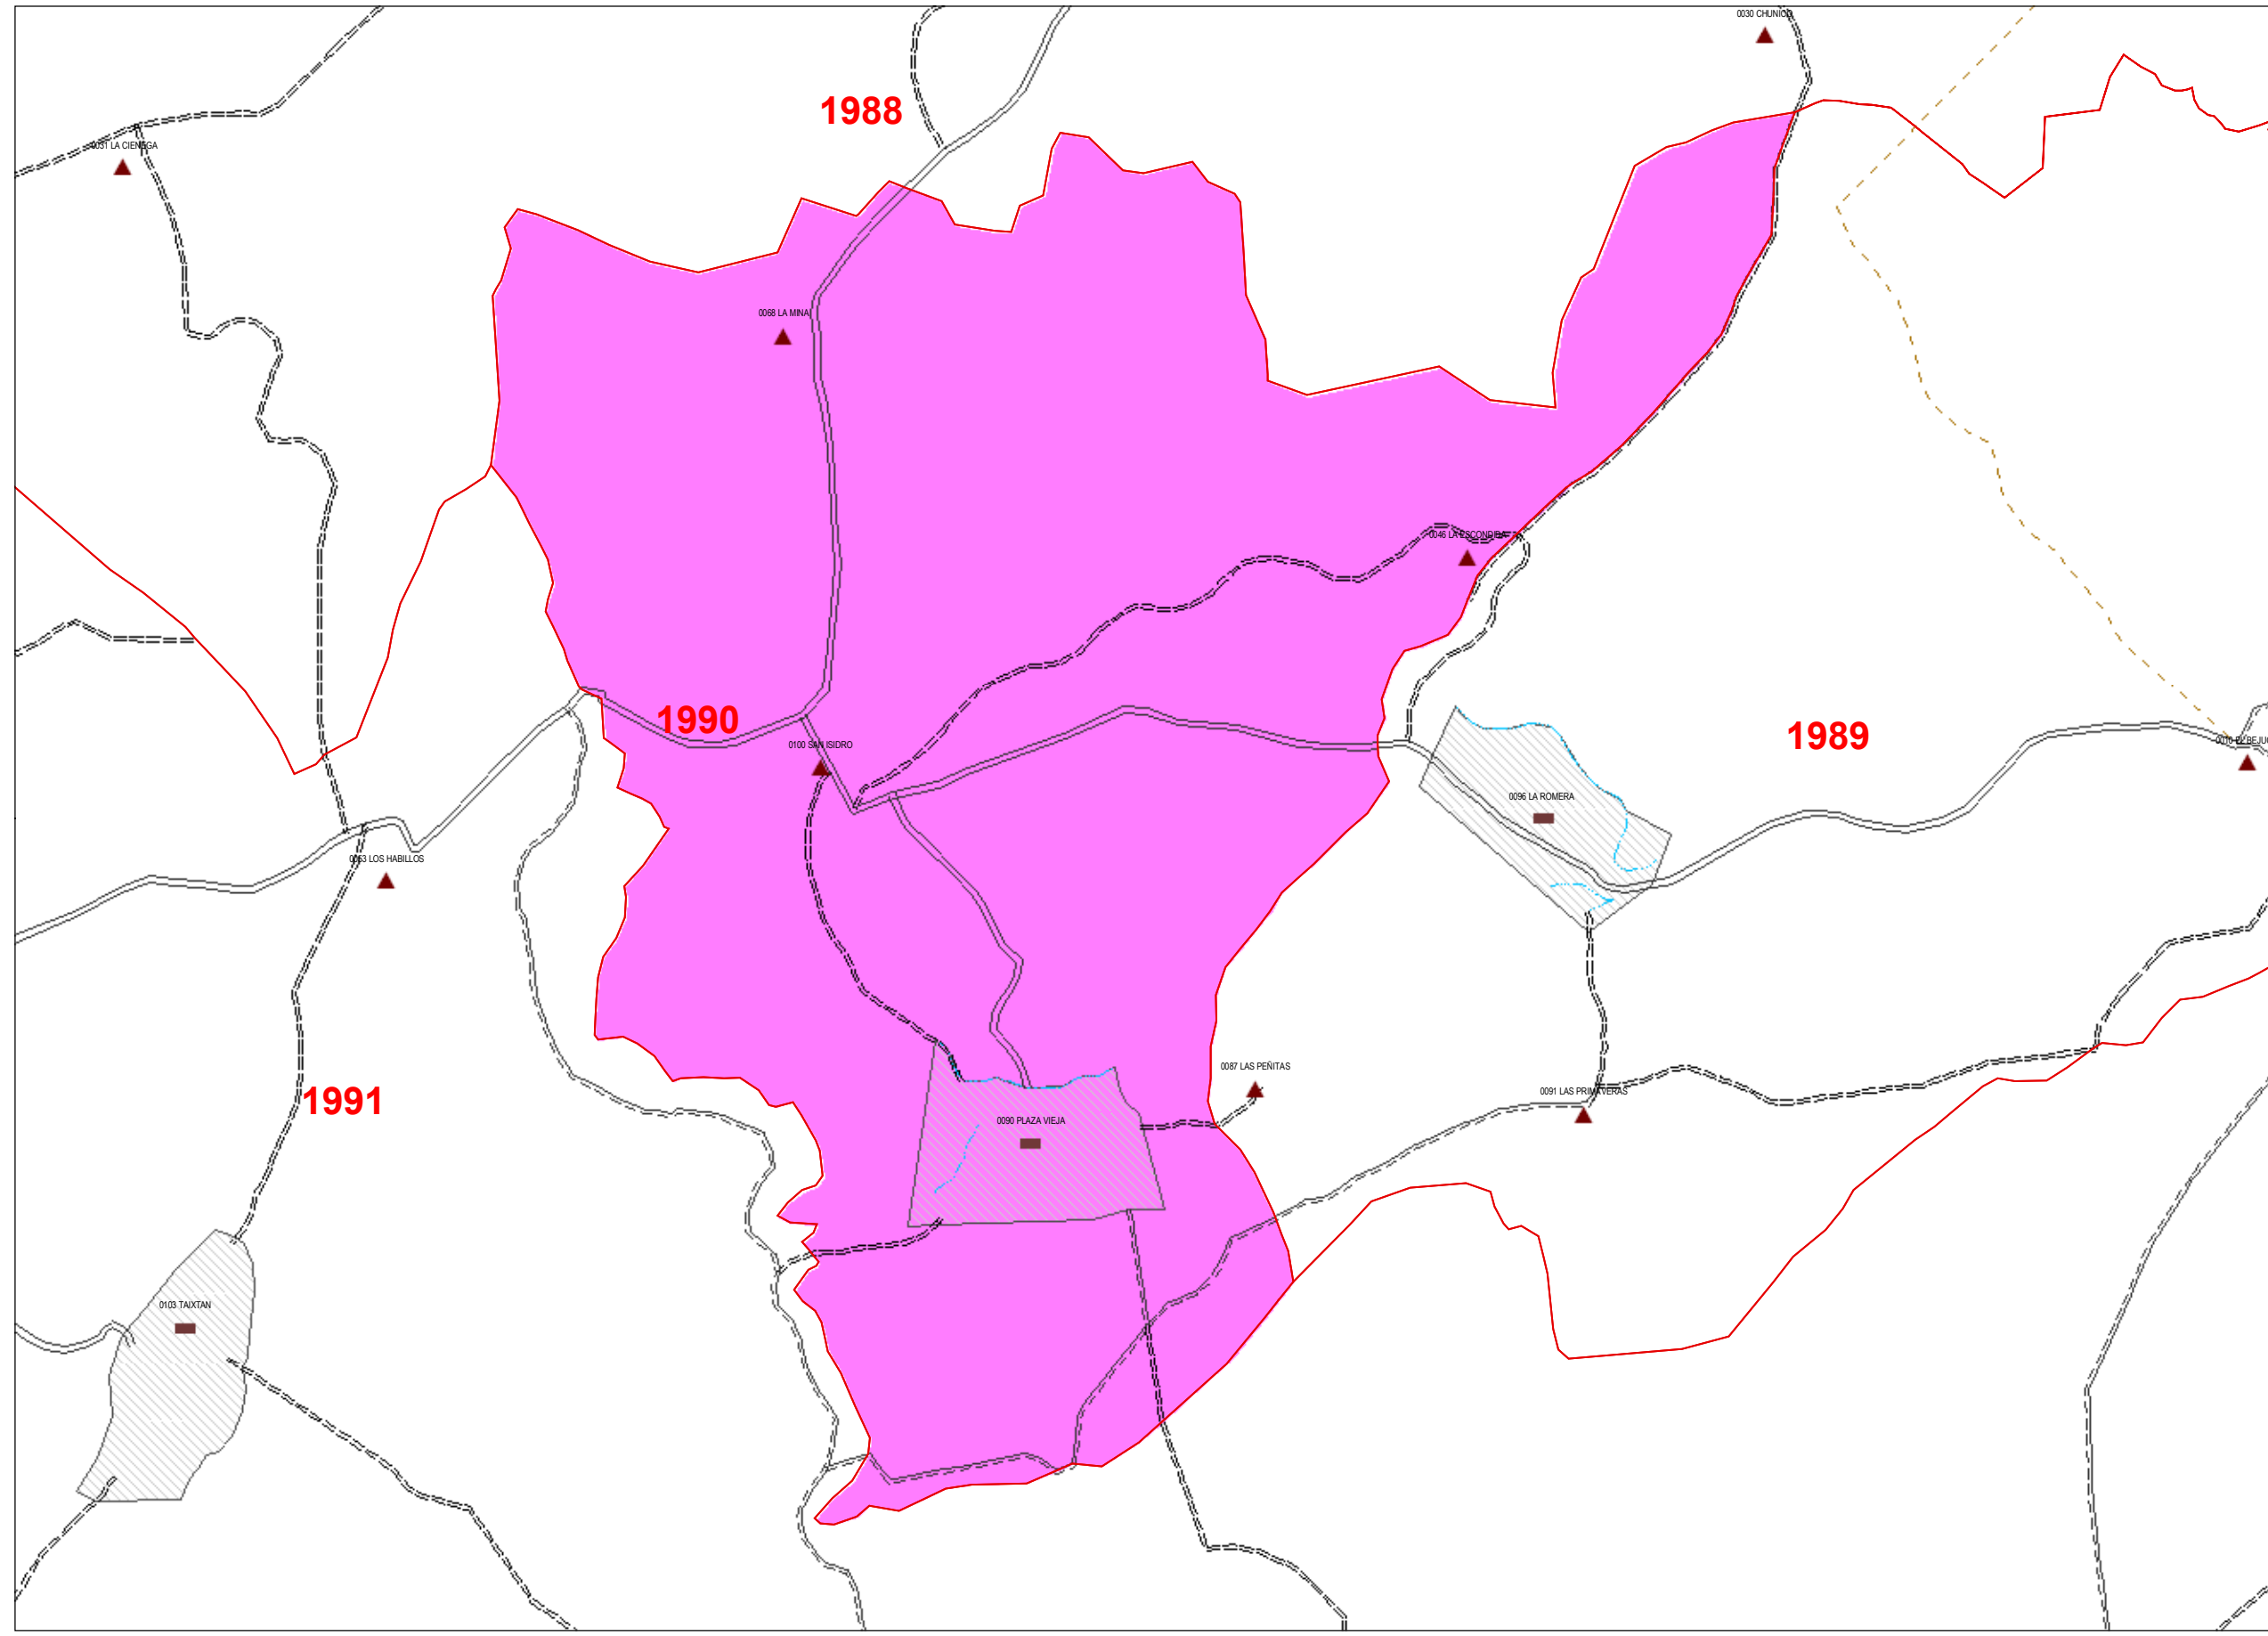 0030 CHUNICO
1988
0031 LA CIENEGA
0068 LA MINA
0046 LA ESCONDIDA
1990
1989
0100 SAN ISIDRO
0096 LA ROMERA
0063 LOS HABILLOS
0087 LAS PEÑITAS
0091 LAS PRIMAVERAS
1991
0090 PLAZA VIEJA
0103 TAIXTAN